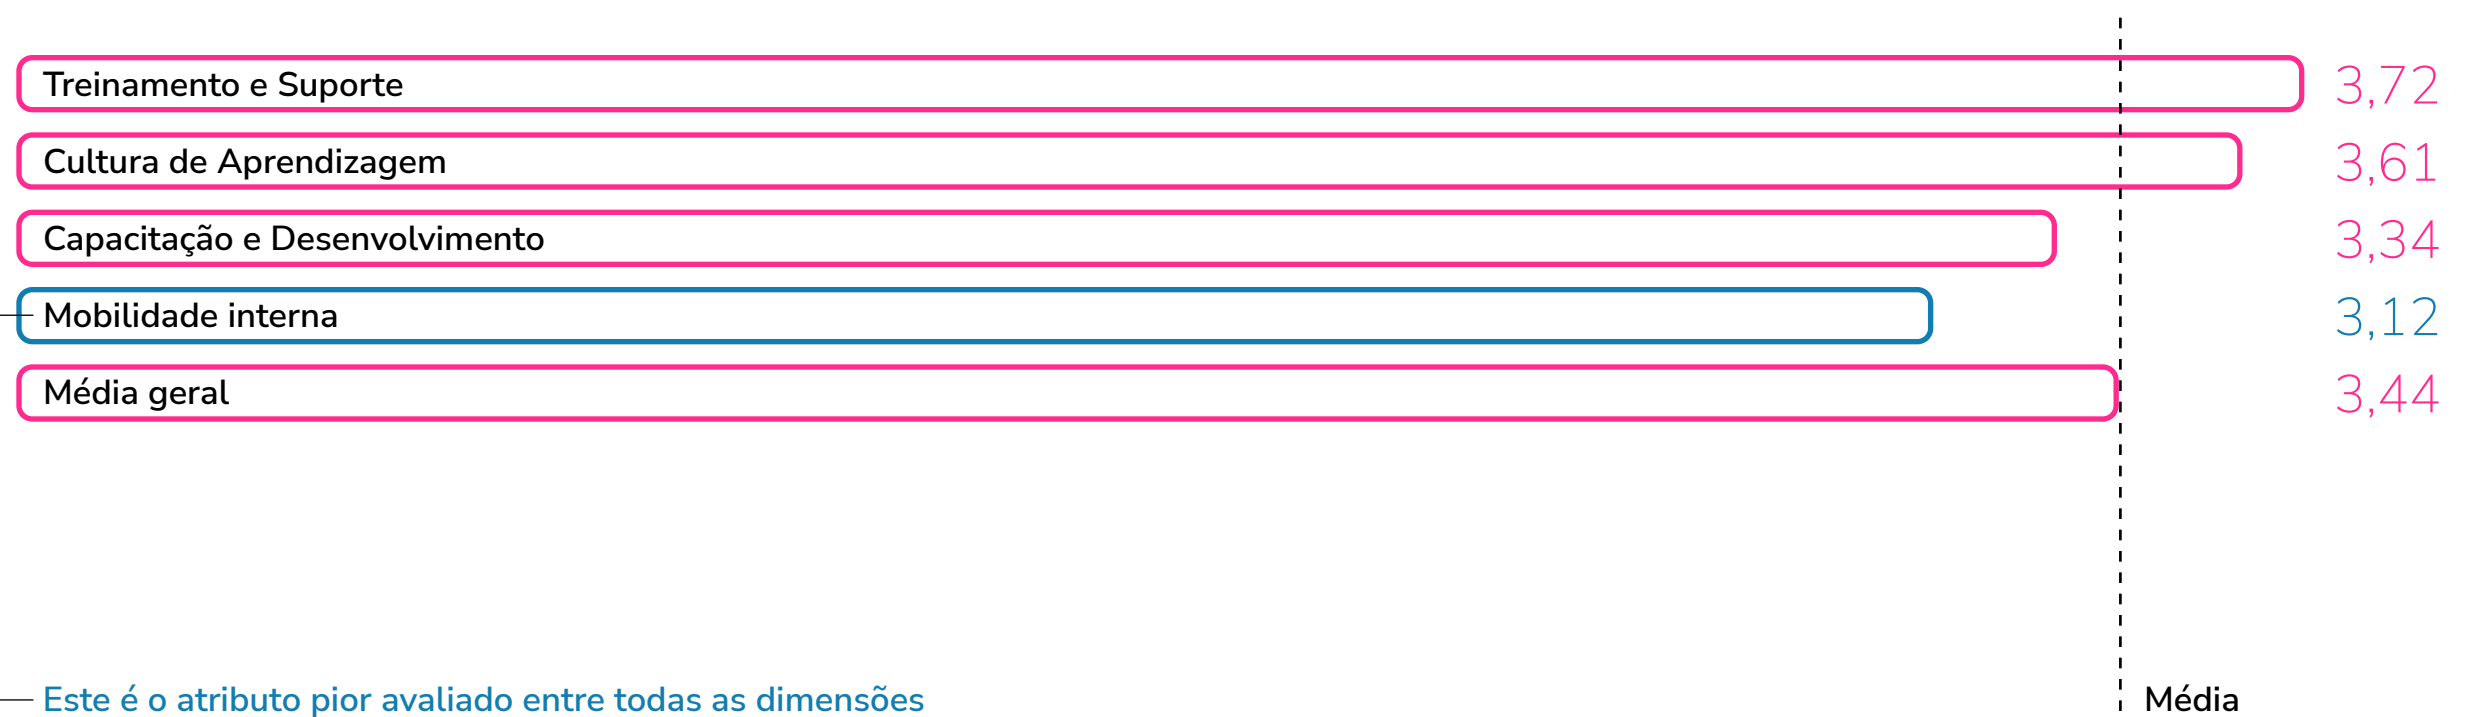 Treinamento e Suporte 3,72
Cultura de Aprendizagem 3,61
Capacitação e Desenvolvimento 3,34
Mobilidade interna 3,12
Média geral 3,44
Este é o atributo pior avaliado entre todas as dimensões
Média